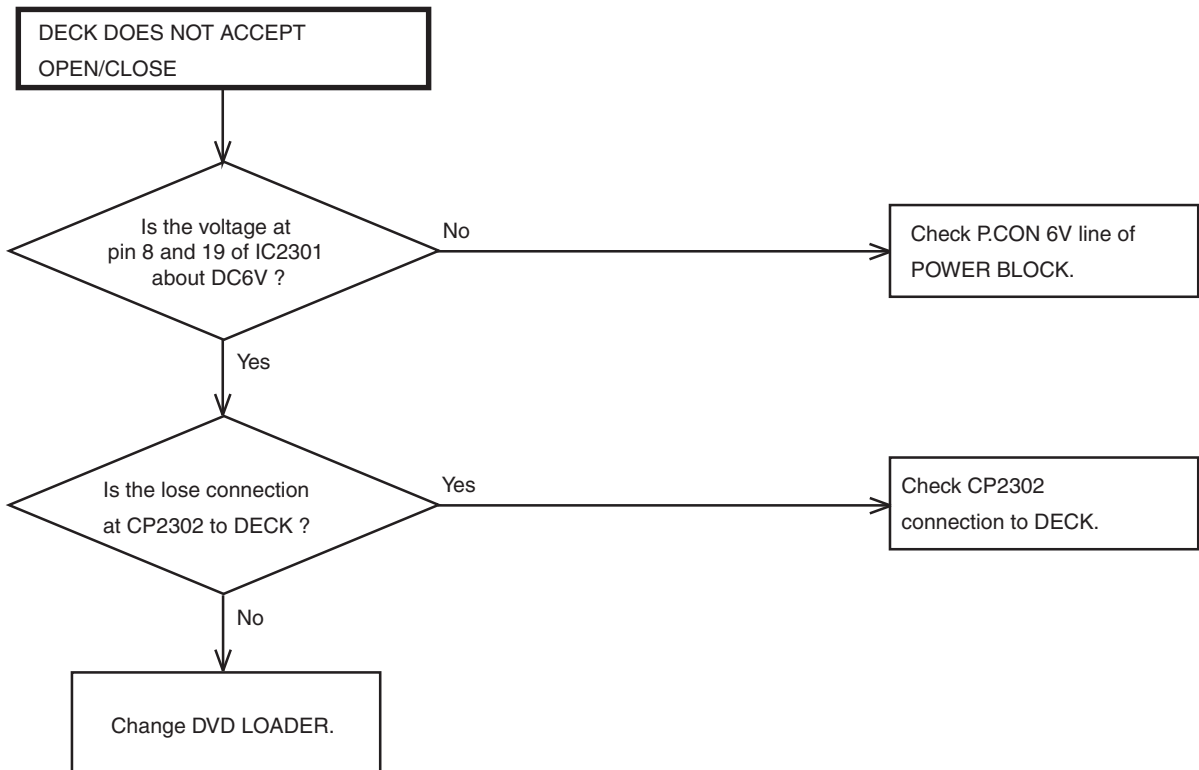 DECK DOES NOT ACCEPT
OPEN/CLOSE
Is the voltage at
pin 8 and 19 of IC2301
about DC6V ?
No
Check P.CON 6V line of
POWER BLOCK.
Yes
Is the lose connection
at CP2302 to DECK ?
Yes
Check CP2302
connection to DECK.
No
Change DVD LOADER.